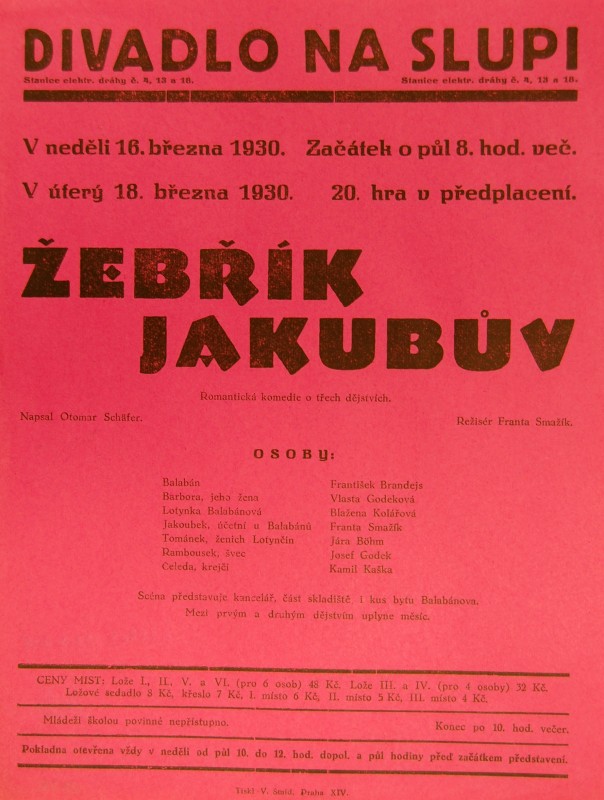 DIVADLO NA SLUPI
Stanice elektr. dráhy č. 4, 13 a 18. Stanice elektr. dráhy č. 4, 13 a 18.
V neděli 16. března 1930. Začátek o půl 8. hod. več.
V úterý 18. března 1930. 20. hra v předplacení.
ŽEBŘÍK
JAKUBŮV
Romantická komedie o třech dějstvích.
Napsal Otomar Schäfer. Režisér Franta Smažík.
OSOBY:
Balabán František Brandejs
Barbora, jeho žena Vlasta Godeková
Lotynka Balabánová Blažena Kolářová
Jakoubek, účetní u Balabánů Franta Smažík
Tománek, ženich Lotynčin Jára Böhm
Rambousek, švec Josef Godek
Čeleda, krejčí Kamil Kaška
Scéna představuje kancelář, část skladiště i kus bytu Balabánova.
Mezi prvým a druhým dějstvím uplyne měsíc.
CENY MÍST: Lože I., II., V. a VI. (pro 6 osob) 48 Kč. Lože III. a IV. (pro 4 osoby) 32 Kč.
Ložové sedadlo 8 Kč, křeslo 7 Kč, I. místo 6 Kč, II. místo 5 Kč, III. místo 4 Kč.
Mládeži školou povinné nepřístupno. Konec po 10. hod. večer.
Pokladna otevřena vždy v neděli od půl 10. do 12. hod. dopol. a půl hodiny před začátkem představení.
Tiskl V. Šmíd, Praha XIV.